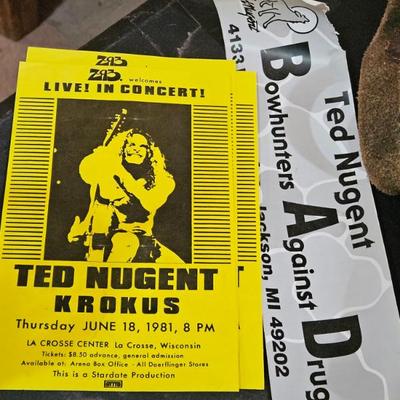 Z93
Z93 welcomes
LIVE! IN CONCERT!
TED NUGENT
KROKUS
Thursday JUNE 18, 1981, 8 PM
LA CROSSE CENTER La Crosse, Wisconsin
Tickets: $8.50 advance, general admission
Available at: Arena Box Office - All Doerflinger Stores
This is a Stardate Production
Ted Nugent
Bowhunters Against Drug
4133
Jackson, MI 49202